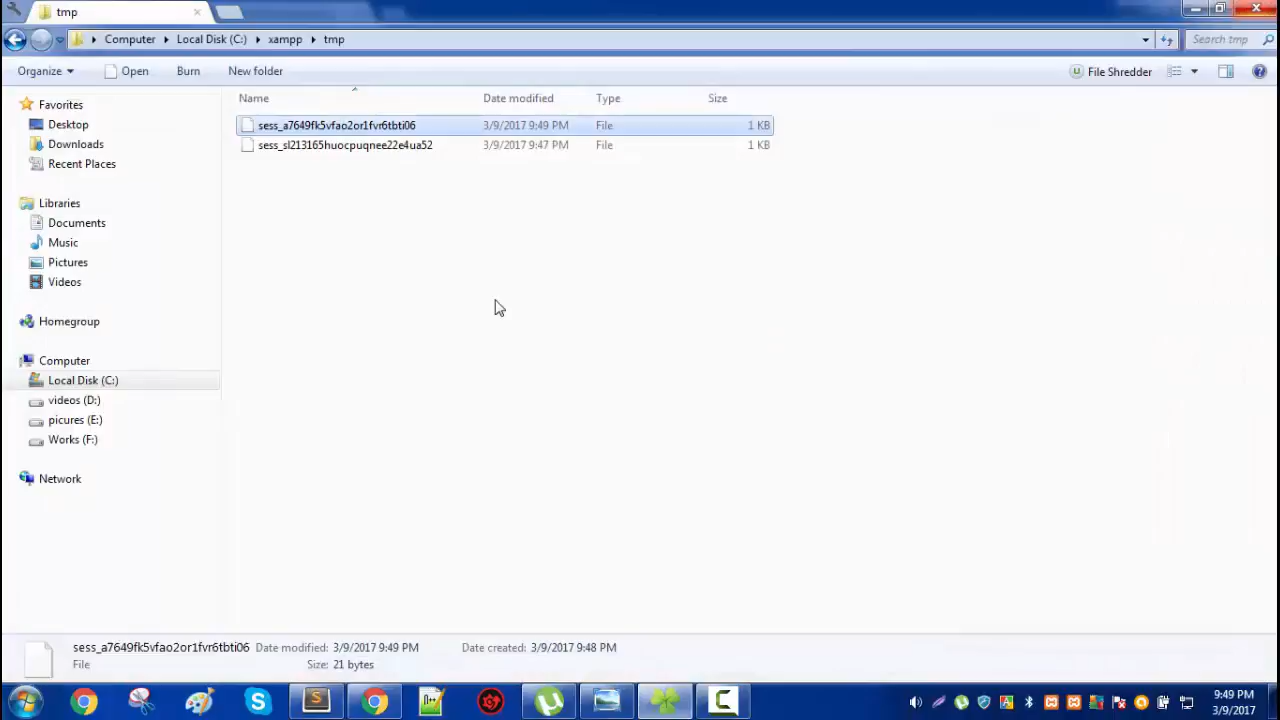 tmp
Computer Local Disk (C:) xampp tmp Search tmp
Organize Open Burn New folder File Shredder
Name Date modified Type Size
sess_a7649fk5vfao2or1fvr6tbti06 3/9/2017 9:49 PM File 1 KB
sess_sl213165huocpuqnee22e4ua52 3/9/2017 9:47 PM File 1 KB
Favorites
Desktop
Downloads
Recent Places
Libraries
Documents
Music
Pictures
Videos
Homegroup
Computer
Local Disk (C:)
videos (D:)
picures (E:)
Works (F:)
Network
sess_a7649fk5vfao2or1fvr6tbti06 Date modified: 3/9/2017 9:49 PM Date created: 3/9/2017 9:48 PM
File Size: 21 bytes
9:49 PM
3/9/2017